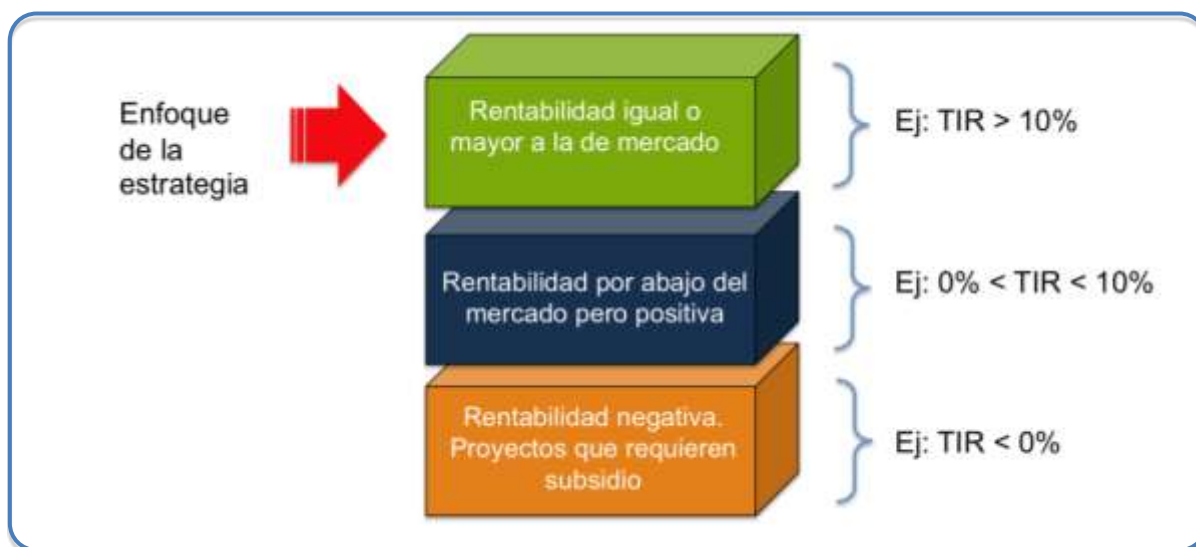 Enfoque
de la
estrategia
Rentabilidad igual o
mayor a la de mercado
Ej: TIR > 10%
Rentabilidad por abajo del
mercado pero positiva
Ej: 0% < TIR < 10%
Rentabilidad negativa.
Proyectos que requieren
subsidio
Ej: TIR < 0%